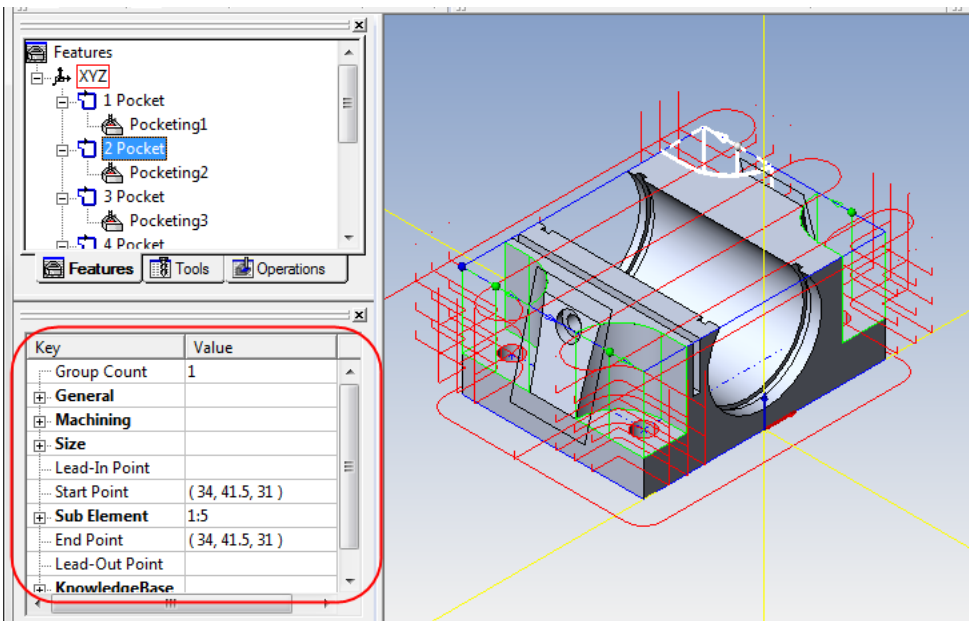 Features
XYZ
1 Pocket
Pocketing1
2 Pocket
Pocketing2
3 Pocket
Pocketing3
4 Pocket
Features Tools Operations
Key Value
Group Count 1
General
Machining
Size
Lead-In Point
Start Point ( 34, 41.5, 31 )
Sub Element 1:5
End Point ( 34, 41.5, 31 )
Lead-Out Point
KnowledgeBase